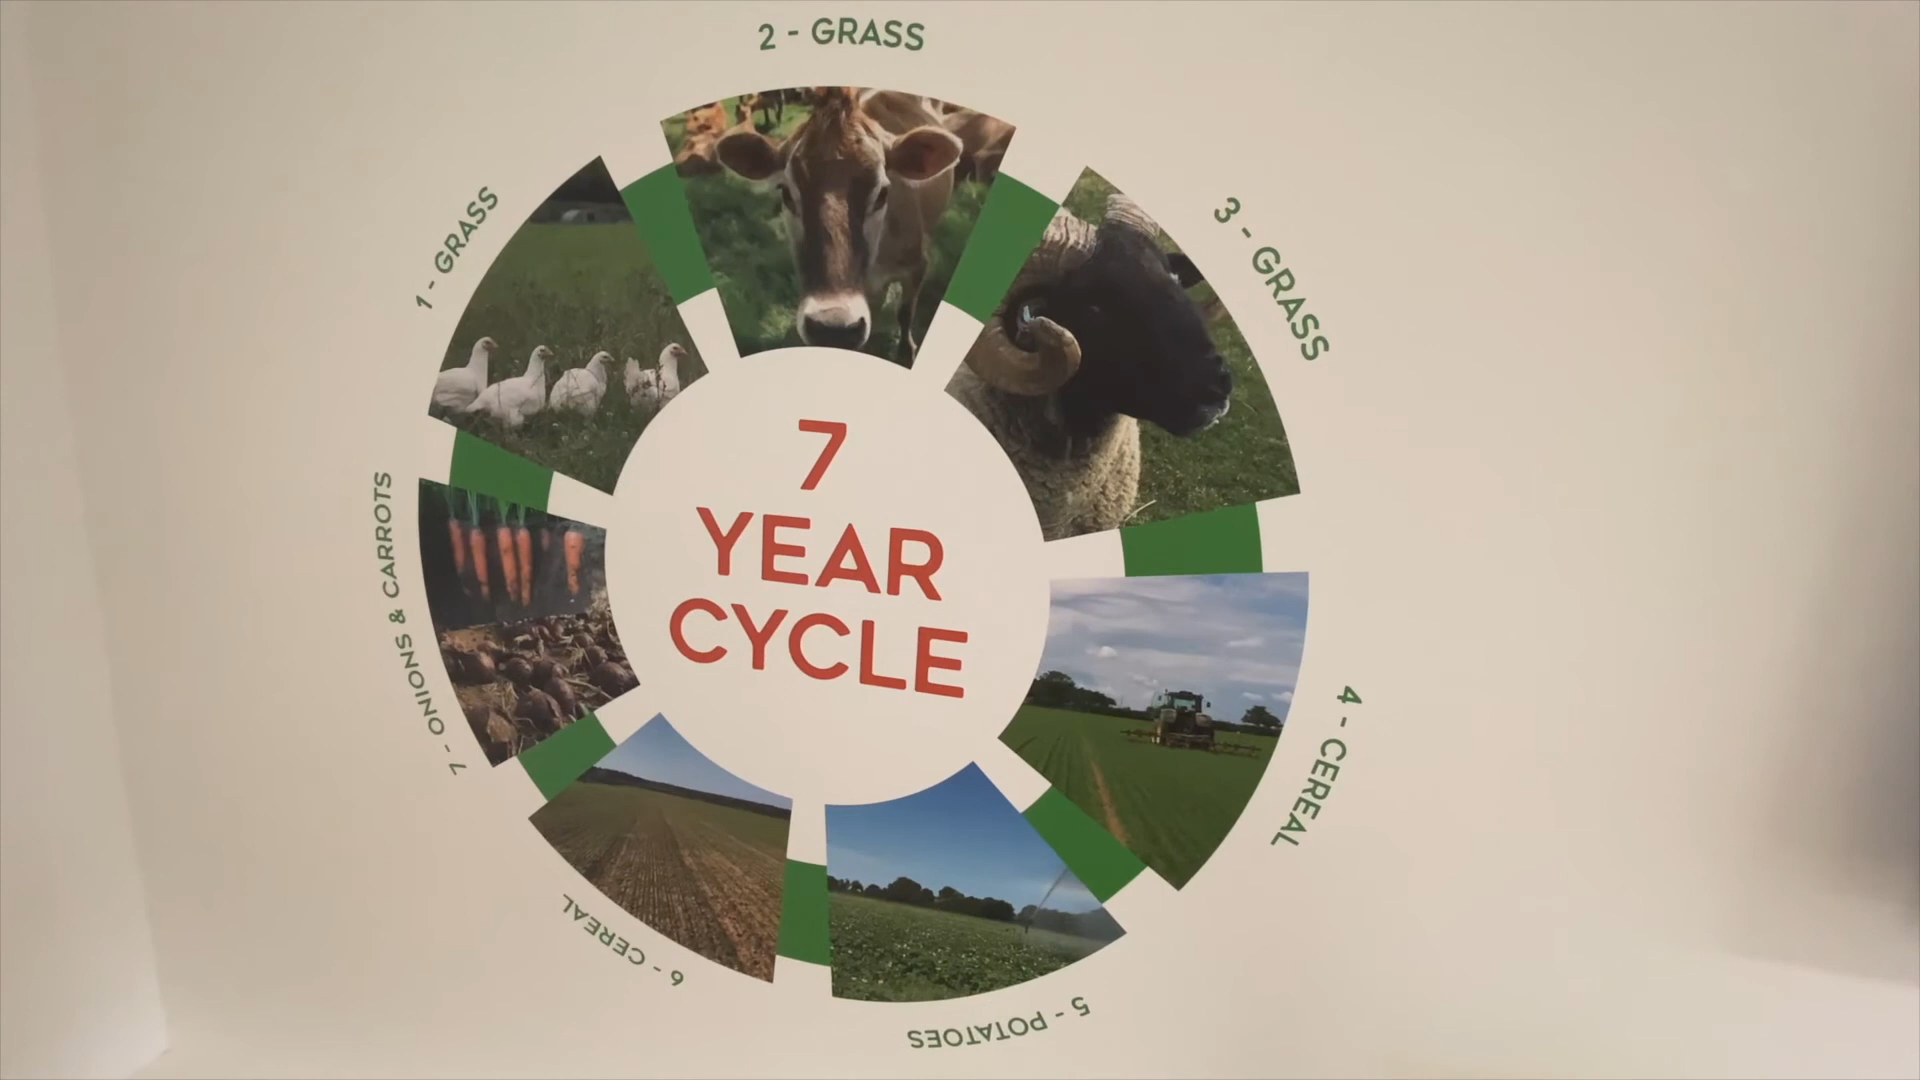 2 - GRASS
1 - GRASS
3 - GRASS
7
YEAR
CYCLE
7 - ONIONS & CARROTS
4 - CEREAL
6 - CEREAL
5 - POTATOES